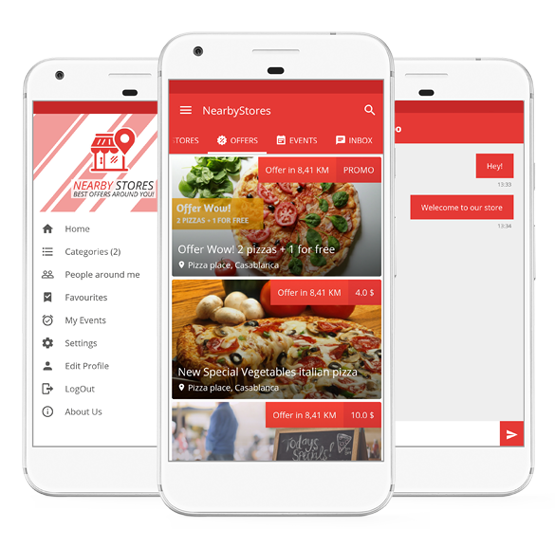 NEARBY STORES
BEST OFFERS AROUND YOU!
Home
Categories (2)
People around me
Favourites
My Events
Settings
Edit Profile
LogOut
About Us
NearbyStores
TORES
OFFERS
EVENTS
INBOX
Offer in 8,41 KM PROMO
Offer Wow!
2 PIZZAS + 1 FOR FREE
Offer Wow! 2 pizzas + 1 for free
Pizza place, Casablanca
Offer in 8,41 KM 4.0 $
New Special Vegetables italian pizza
Pizza place, Casablanca
Offer in 8,41 KM 10.0 $
Today's
Specials!
Hey!
13:33
Welecome to our store
13:34